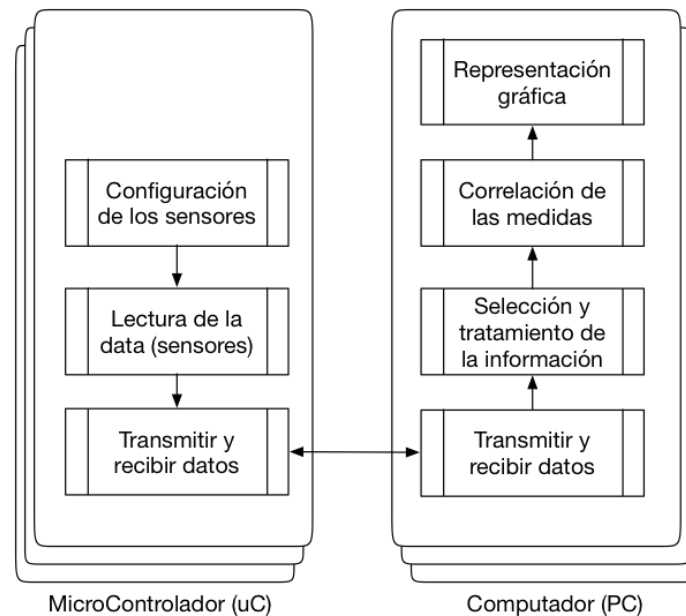 Configuración
de los sensores
Lectura de la
data (sensores)
Transmitir y
recibir datos
MicroControlador (uC)
Representación
gráfica
Correlación de
las medidas
Selección y
tratamiento de
la información
Transmitir y
recibir datos
Computador (PC)